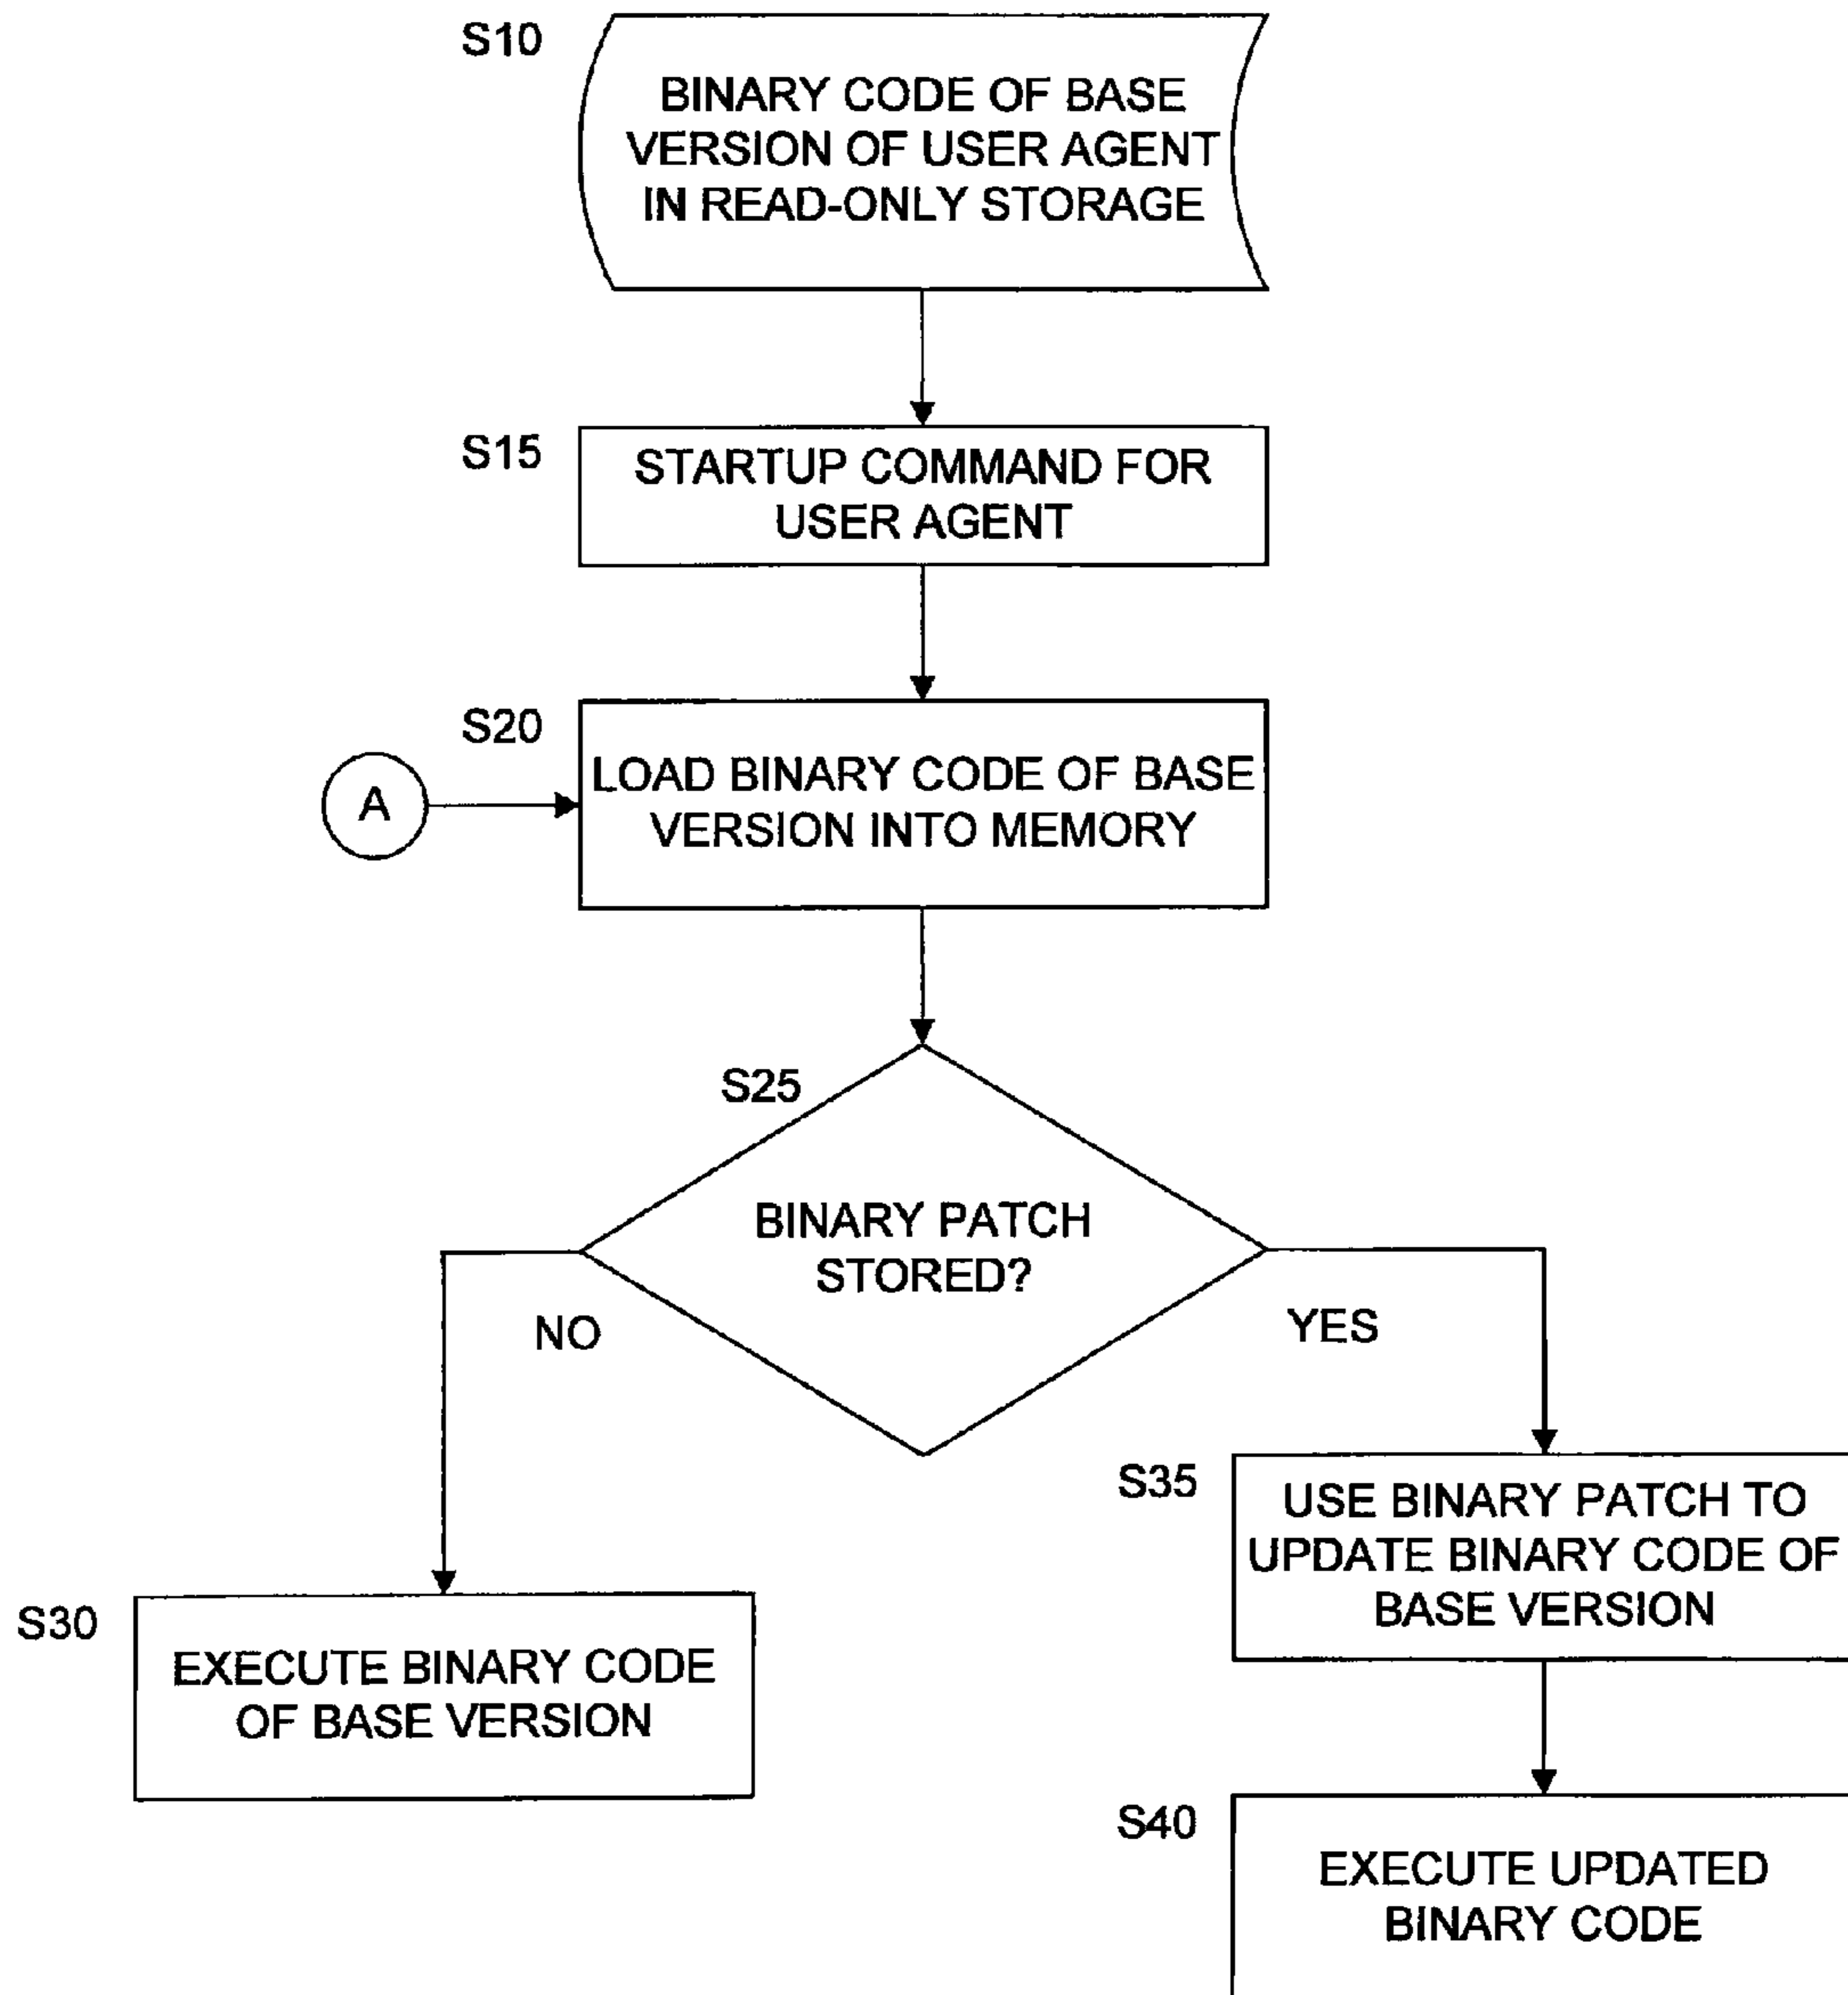 S10
BINARY CODE OF BASE
VERSION OF USER AGENT
IN READ-ONLY STORAGE
S15
STARTUP COMMAND FOR
USER AGENT
S20
LOAD BINARY CODE OF BASE
VERSION INTO MEMORY
A
S25
BINARY PATCH
STORED?
NO
YES
S35
USE BINARY PATCH TO
UPDATE BINARY CODE OF
BASE VERSION
S30
EXECUTE BINARY CODE
OF BASE VERSION
S40
EXECUTE UPDATED
BINARY CODE